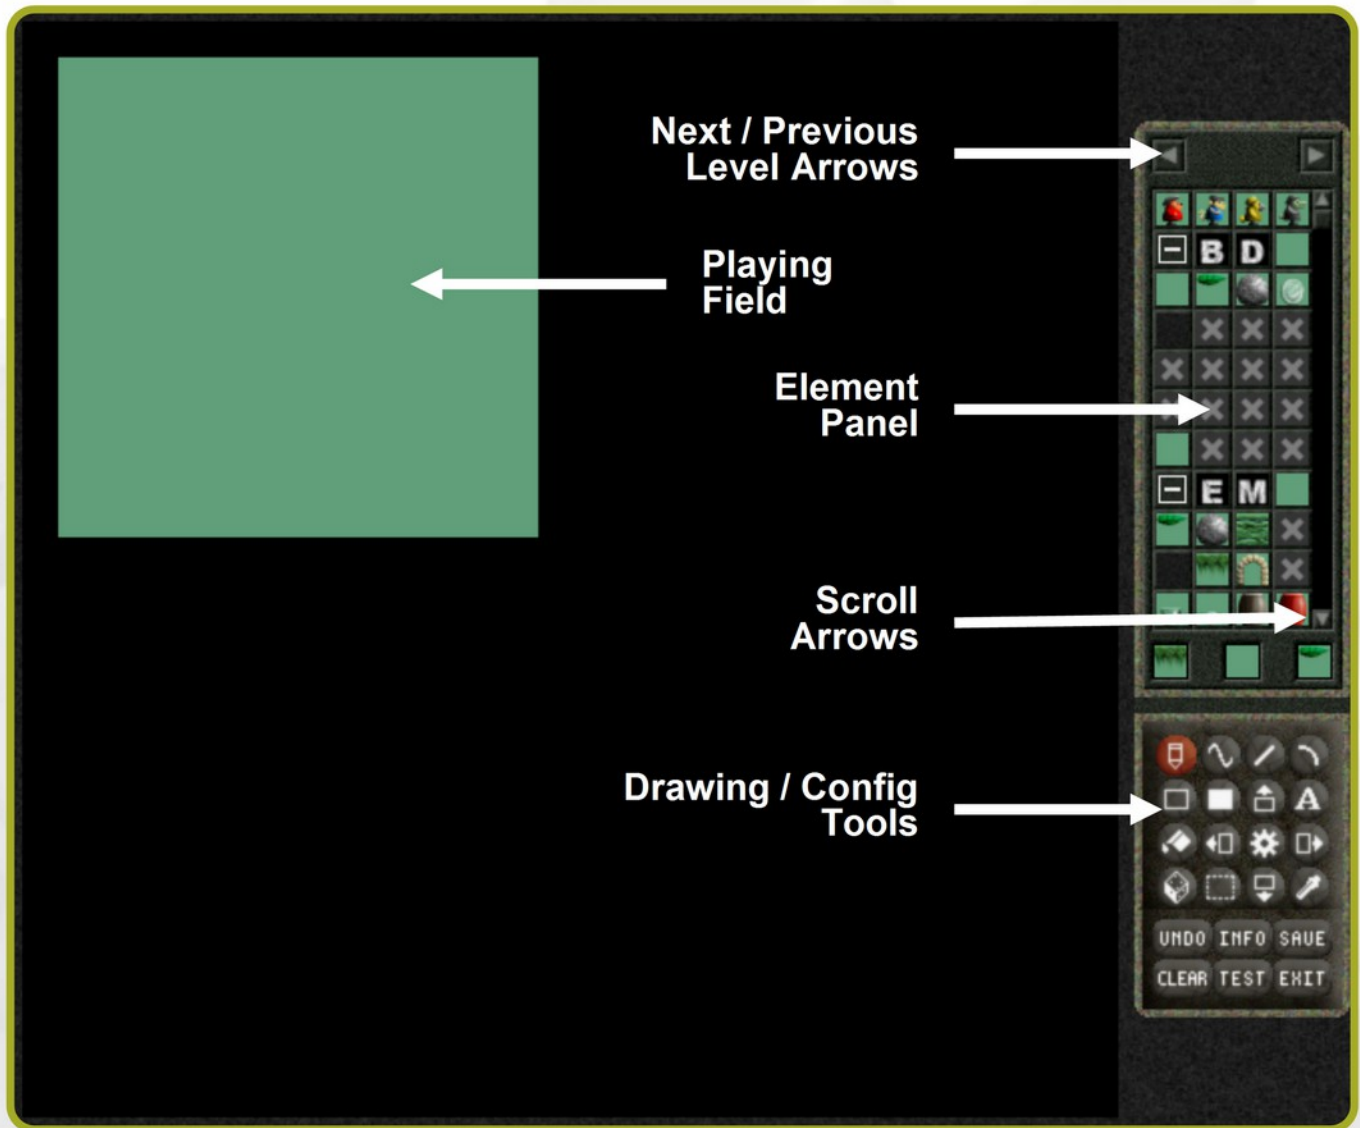 Next / Previous
Level Arrows
B D
Playing
Field
Element
Panel
E M
Scroll
Arrows
Drawing / Config
Tools
A
UNDO INFO SAVE
CLEAR TEST EXIT